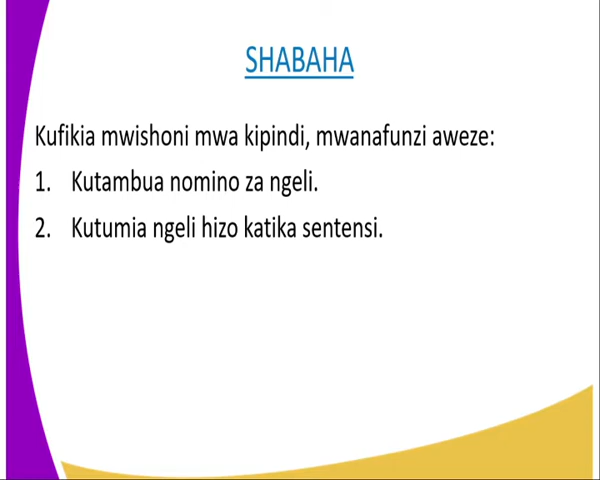 SHABAHA
Kufikia mwishoni mwa kipindi, mwanafunzi aweze:
1. Kutambua nomino za ngeli.
2. Kutumia ngeli hizo katika sentensi.